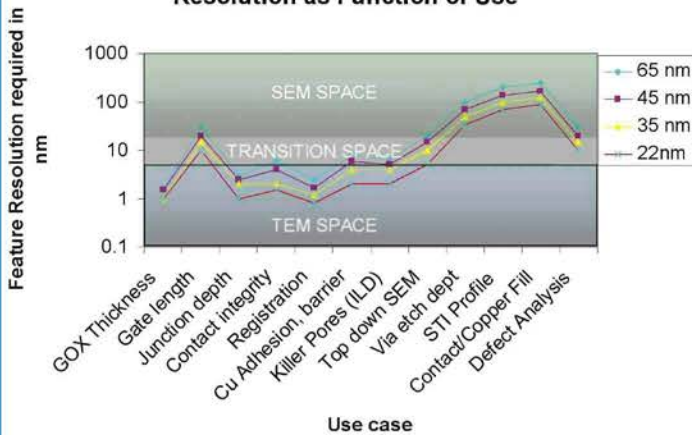 Resolution as Function of Use
Feature Resolution required in
nm
1000
100
10
1
0.1
SEM SPACE
TRANSITION SPACE
TEM SPACE
65 nm
45 nm
35 nm
22nm
GOX Thickness
Gate length
Junction depth
Contact integrity
Registration
Cu Adhesion, barrier
Killer Pores (ILD)
Top down SEM
Via etch dept
STI Profile
Contact/Copper Fill
Defect Analysis
Use case